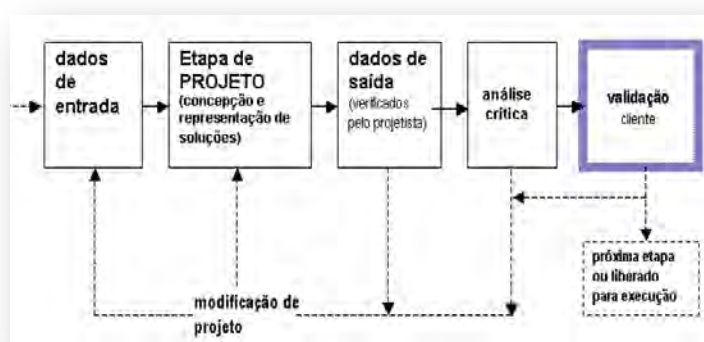 dados
de
entrada
Etapa de
PROJETO
(concepção e
representação de
soluções)
dados de
saída
(verificados
pelo projetista)
análise
crítica
validação
cliente
próxima etapa
ou liberado
para execução
modificação de
projeto